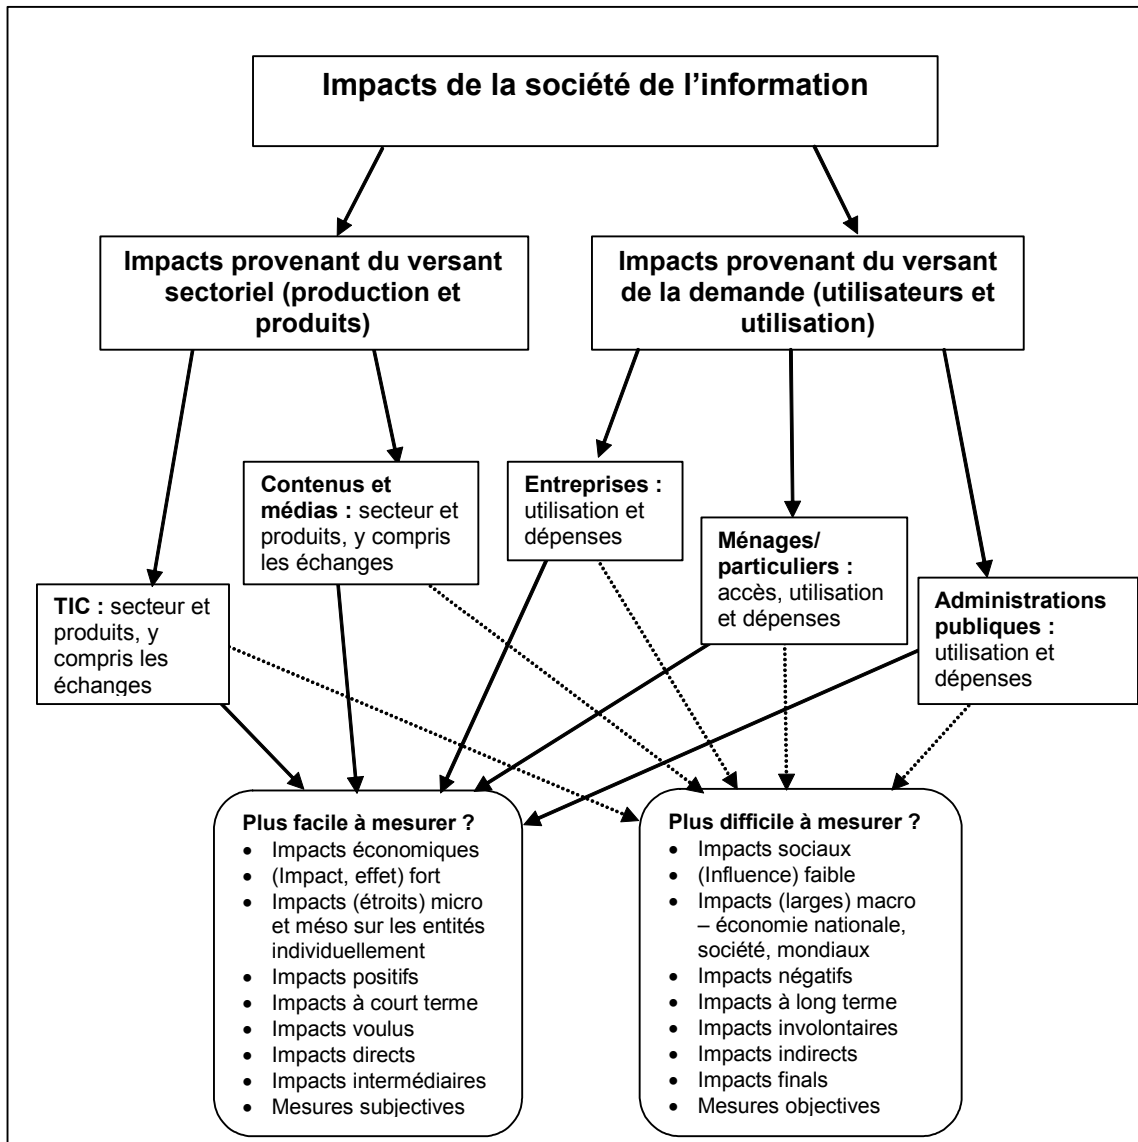 Impacts de la société de l’information
Impacts provenant du versant
sectoriel (production et
produits)
Impacts provenant du versant
de la demande (utilisateurs et
utilisation)
Contenus et
médias : secteur et
produits, y compris
les échanges
Entreprises :
utilisation et
dépenses
Ménages/
particuliers :
accès, utilisation
et dépenses
TIC : secteur et
produits, y
compris les
échanges
Administrations
publiques :
utilisation et
dépenses
Plus facile à mesurer ?
• Impacts économiques
• (Impact, effet) fort
• Impacts (étroits) micro
et méso sur les entités
individuellement
• Impacts positifs
• Impacts à court terme
• Impacts voulus
• Impacts directs
• Impacts intermédiaires
• Mesures subjectives
Plus difficile à mesurer ?
• Impacts sociaux
• (Influence) faible
• Impacts (larges) macro
– économie nationale,
société, mondiaux
• Impacts négatifs
• Impacts à long terme
• Impacts involontaires
• Impacts indirects
• Impacts finals
• Mesures objectives